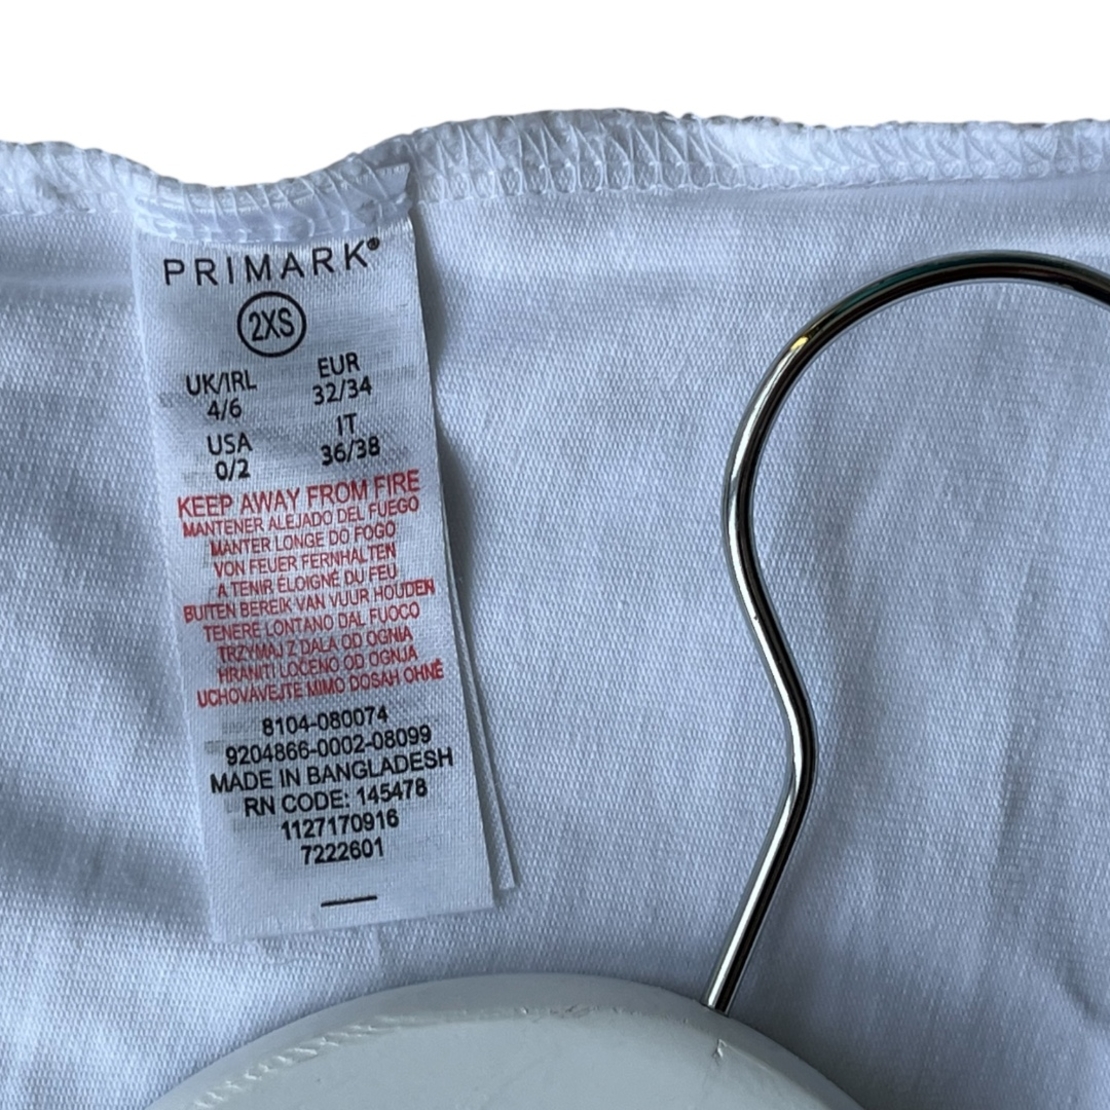 PRIMARK®
2XS
UK/IRL EUR
4/6 32/34
USA IT
0/2 36/38
KEEP AWAY FROM FIRE
MANTENER ALEJADO DEL FUEGO
MANTER LONGE DO FOGO
VON FEUER FERNHALTEN
A TENIR ÉLOIGNÉ DU FEU
BUITEN BEREIK VAN VUUR HOUDEN
TENERE LONTANO DAL FUOCO
TRZYMAJ Z DALA OD OGNIA
HRANITI LOČENO OD OGNJA
UCHOVÁVEJTE MIMO DOSAH OHNĚ
8104-080074
9204866-0002-08099
MADE IN BANGLADESH
RN CODE: 145478
1127170916
7222601